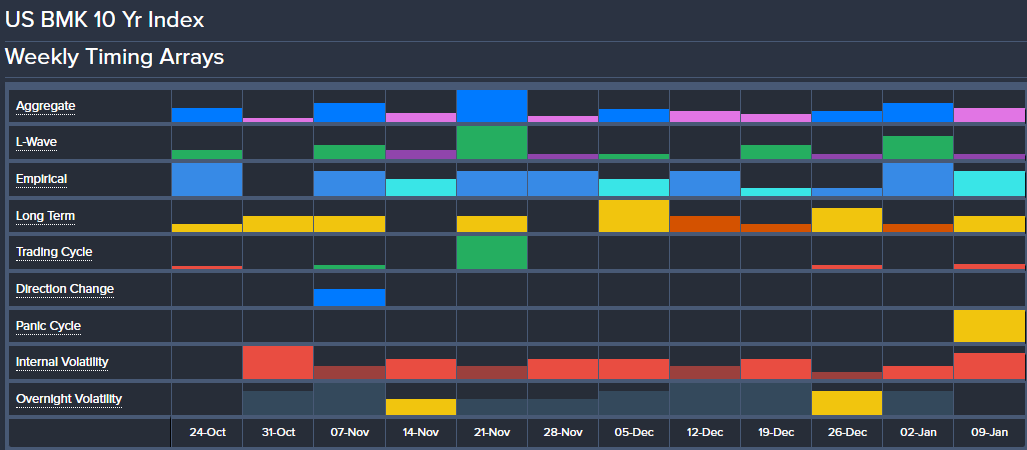 US BMK 10 Yr Index
Weekly Timing Arrays
Aggregate
L-Wave
Empirical
Long Term
Trading Cycle
Direction Change
Panic Cycle
Internal Volatility
Overnight Volatility
24-Oct 31-Oct 07-Nov 14-Nov 21-Nov 28-Nov 05-Dec 12-Dec 19-Dec 26-Dec 02-Jan 09-Jan